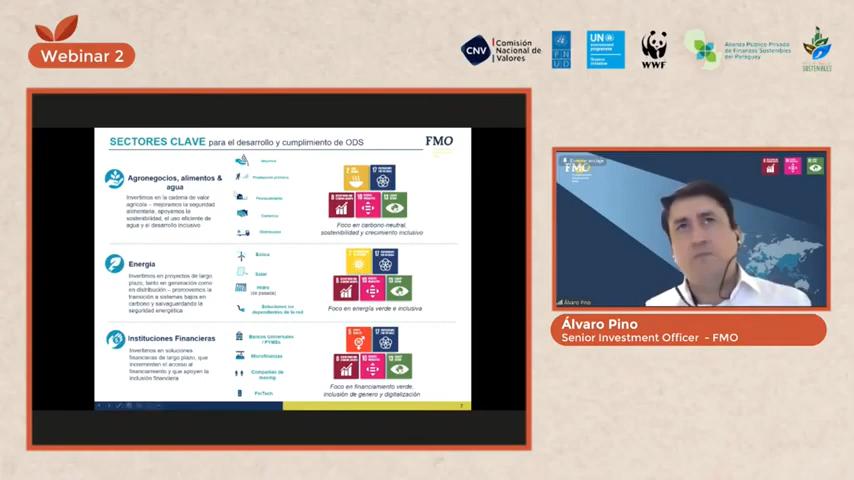 Webinar 2
CNV
Comisión
Nacional de
Valores
P N
U D
UN
environment
programme
WWF
Alianza Público Privada
de Finanzas Sostenibles
del Paraguay
SOSTENIBLES
SECTORES CLAVE para el desarrollo y cumplimiento de ODS
FMO
Agronegocios, alimentos &
agua
Invertimos en la cadena de valor
agrícola – mejoramos la seguridad
alimentaria, apoyamos la
sostenibilidad, el uso eficiente de
agua y el desarrollo inclusivo
Insumos
Producción primaria
Procesamiento
Comercio
Distribución
Foco en carbono-neutral,
sostenibilidad y crecimiento inclusivo
Energía
Invertimos en proyectos de largo
plazo, tanto en generación como
en distribución – promovemos la
transición a sistemas bajos en
carbono y salvaguardando la
seguridad energética
Eólica
Solar
Hidro
(de pasada)
Soluciones no
dependientes de la red
Foco en energía verde e inclusiva
Instituciones Financieras
Invertimos en soluciones
financieras de largo plazo, que
incrementen el acceso al
financiamiento y que apoyen la
inclusión financiera
Bancos Universales
/ PYMEs
Microfinanzas
Compañías de
leasing
FinTech
Foco en financiamiento verde,
inclusión de género y digitalización
7
FMO
Álvaro Pino
Álvaro Pino
Senior Investment Officer - FMO